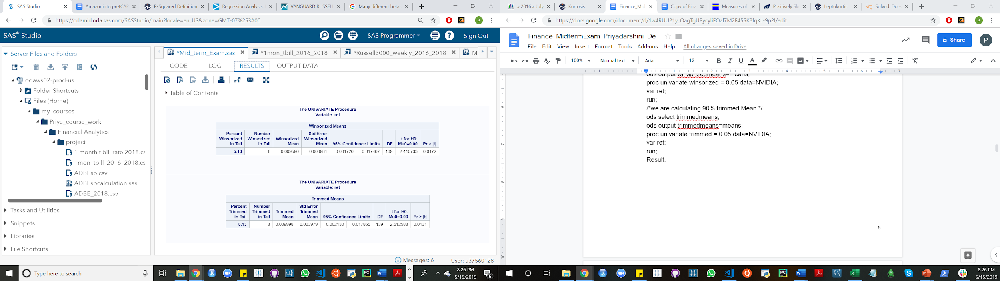 SAS Studio
AmazoninterpretCAP
R-Squared Definition
Regression Analysis:
VANGUARD RUSSEL
Many different betas
https://odamid.oda.sas.com/SASStudio/main?locale=en_US&zone=GMT-07%253A00
SAS® Studio
SAS Programmer
Sign Out
Server Files and Folders
odaws02-prod-us
Folder Shortcuts
Files (Home)
my_courses
Priya_course_work
Financial Analytics
project
1 month t bill rate 2018.cs
1mon_tbill_2016_2018.cs
ADBEsp.csv
ADBEspcalculation.sas
ADBE_2018.csv
Tasks and Utilities
Snippets
Libraries
File Shortcuts
*Mid_term_Exam.sas
*1mon_tbill_2016_2018
*Russell3000_weekly_2016_2018
M
CODE
LOG
RESULTS
OUTPUT DATA
Table of Contents
The UNIVARIATE Procedure
Variable: ret
Winsorized Means
Percent Winsorized in Tail
Number Winsorized in Tail
Winsorized Mean
Std Error Winsorized Mean
95% Confidence Limits
DF
t for H0: Mu0=0.00
Pr > |t|
5.13 8 0.009596 0.003981 0.001726 0.017467 139 2.410733 0.0172
The UNIVARIATE Procedure
Variable: ret
Trimmed Means
Percent Trimmed in Tail
Number Trimmed in Tail
Trimmed Mean
Std Error Trimmed Mean
95% Confidence Limits
DF
t for H0: Mu0=0.00
Pr > |t|
5.13 8 0.009998 0.003979 0.002130 0.017865 139 2.512588 0.0131
Messages: 6
User: u37560128
Type here to search
8:26 PM
5/15/2019
» 2016 » July
Kurtosis
Finance_Mid
Copy of Fina
Measures of
Positively Sk
Leptokurtic
Solved: Does
https://docs.google.com/document/d/1w4RUU21y_OagTgUPycyliEOal7M2F455K8fqKJ-9p2I/edit
Finance_MidtermExam_Priyadarshini_De
File Edit View Insert Format Tools Add-ons Help
All changes saved in Drive
Share
P
100%
Normal text
Arial
12
ods output winsorizedmeans=means;
proc univariate winsorized = 0.05 data=NVIDIA;
var ret;
run;
/*we are calculating 90% trimmed Mean.*/
ods select trimmedmeans;
ods output trimmedmeans=means;
proc univariate trimmed = 0.05 data=NVIDIA;
var ret;
run;
Result:
6
8:26 PM
5/15/2019